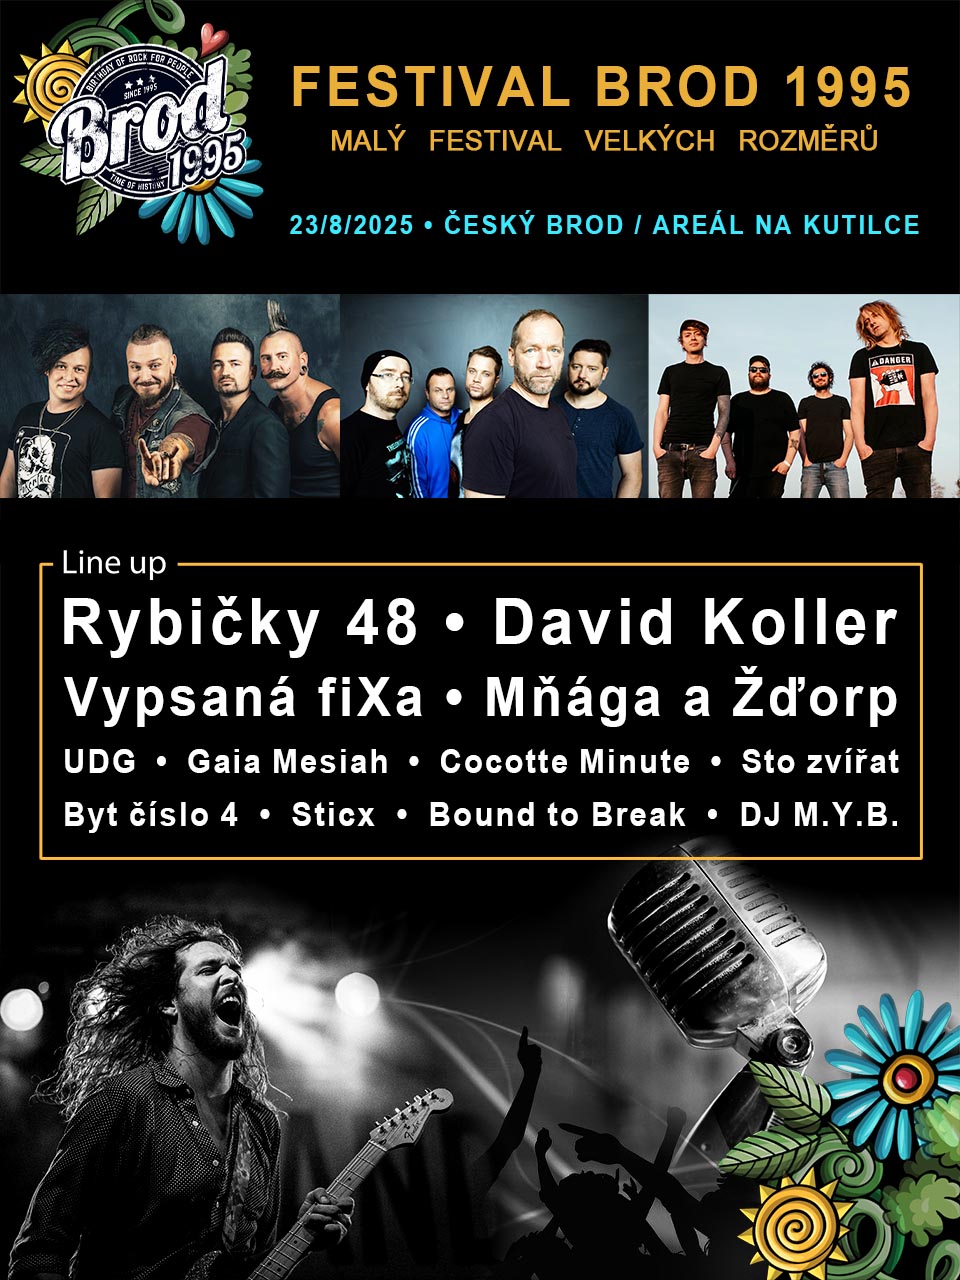 BIRTHDAY OF ROCK FOR PEOPLE
SINCE 1995
Brod
1995
TIME OF HISTORY
FESTIVAL BROD 1995
MALÝ FESTIVAL VELKÝCH ROZMĚRŮ
23/8/2025 • ČESKÝ BROD / AREÁL NA KUTILCE
DANGER
Line up
Rybičky 48 • David Koller
Vypsaná fiXa • Mňága a Žďorp
UDG • Gaia Mesiah • Cocotte Minute • Sto zvířat
Byt číslo 4 • Sticx • Bound to Break • DJ M.Y.B.